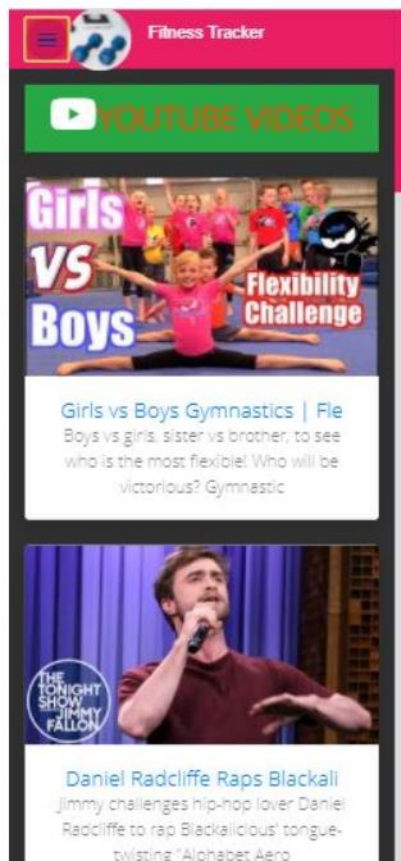 Fitness Tracker
YOUTUBE VIDEOS
Girls
VS
Boys
Flexibility
Challenge
Girls vs Boys Gymnastics | Fle
Boys vs girls, sister vs brother, to see
who is the most flexible! Who will be
victorious? Gymnastic
THE
TONIGHT
SHOW
JIMMY
FALLON
Daniel Radcliffe Raps Blackali
Jimmy challenges hip-hop lover Daniel
Radcliffe to rap Blackalicious' tongue-
twisting "Alphabet Aero